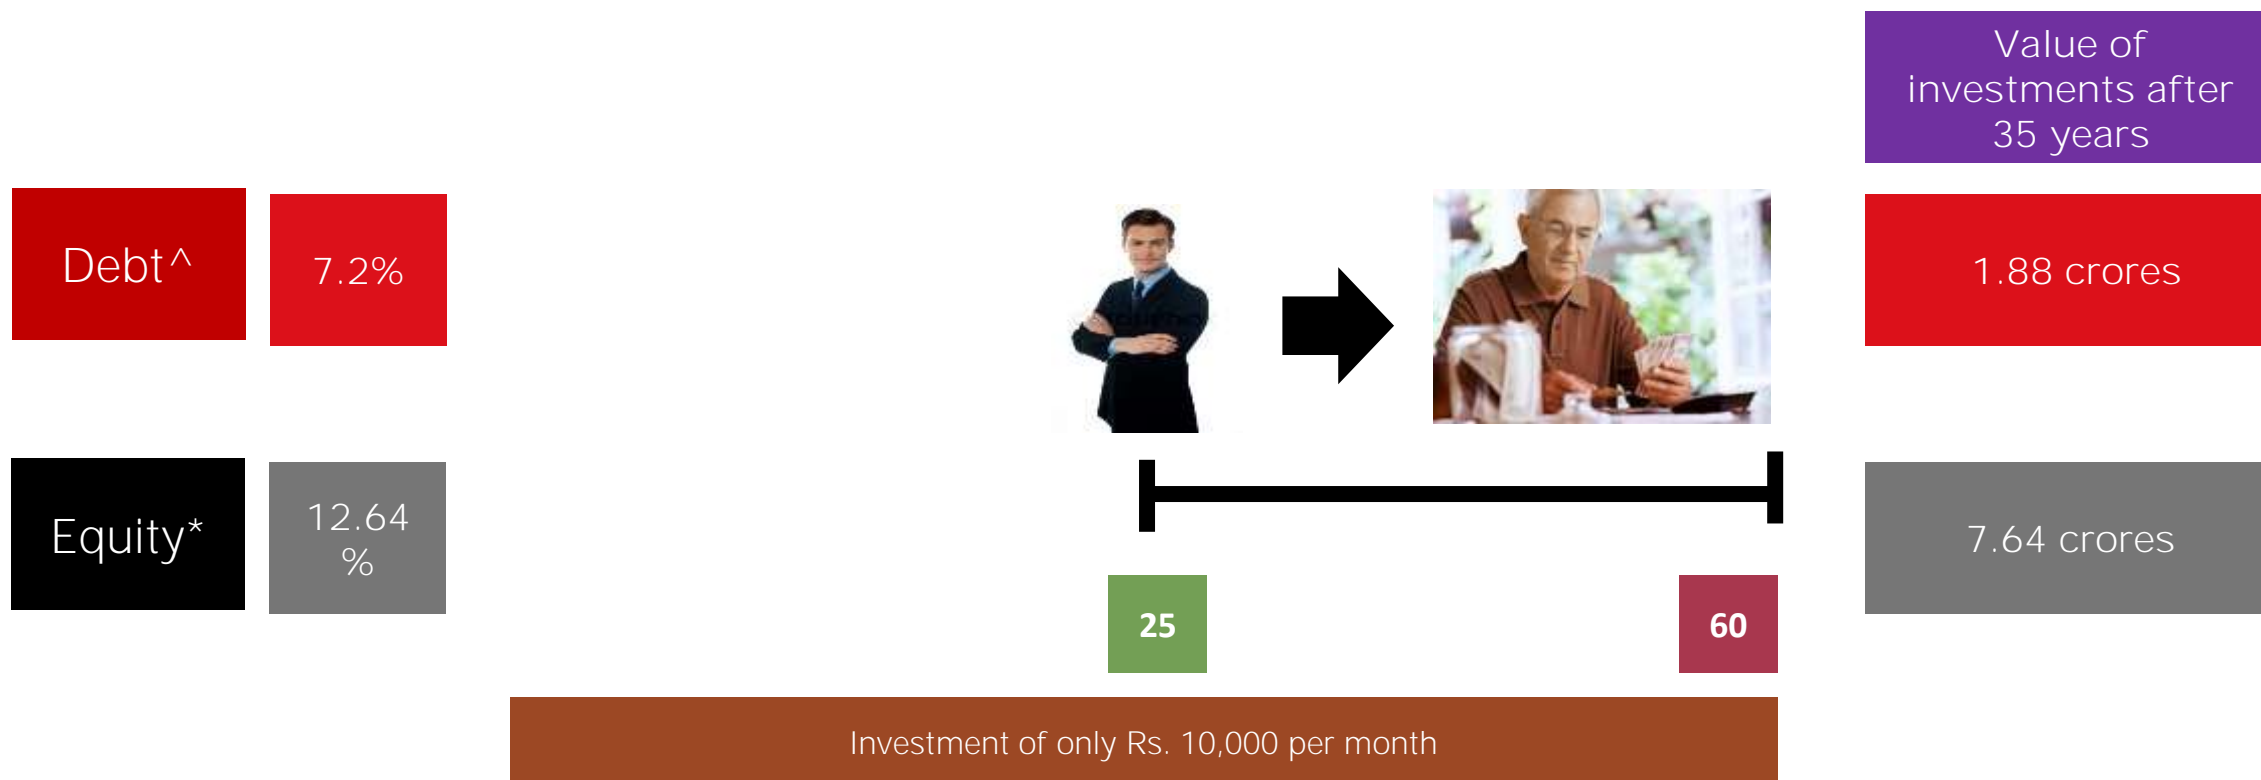 Value of
investments after
35 years
Debt^
7.2%
1.88 crores
Equity*
12.64
%
7.64 crores
25
60
Investment of only Rs. 10,000 per month